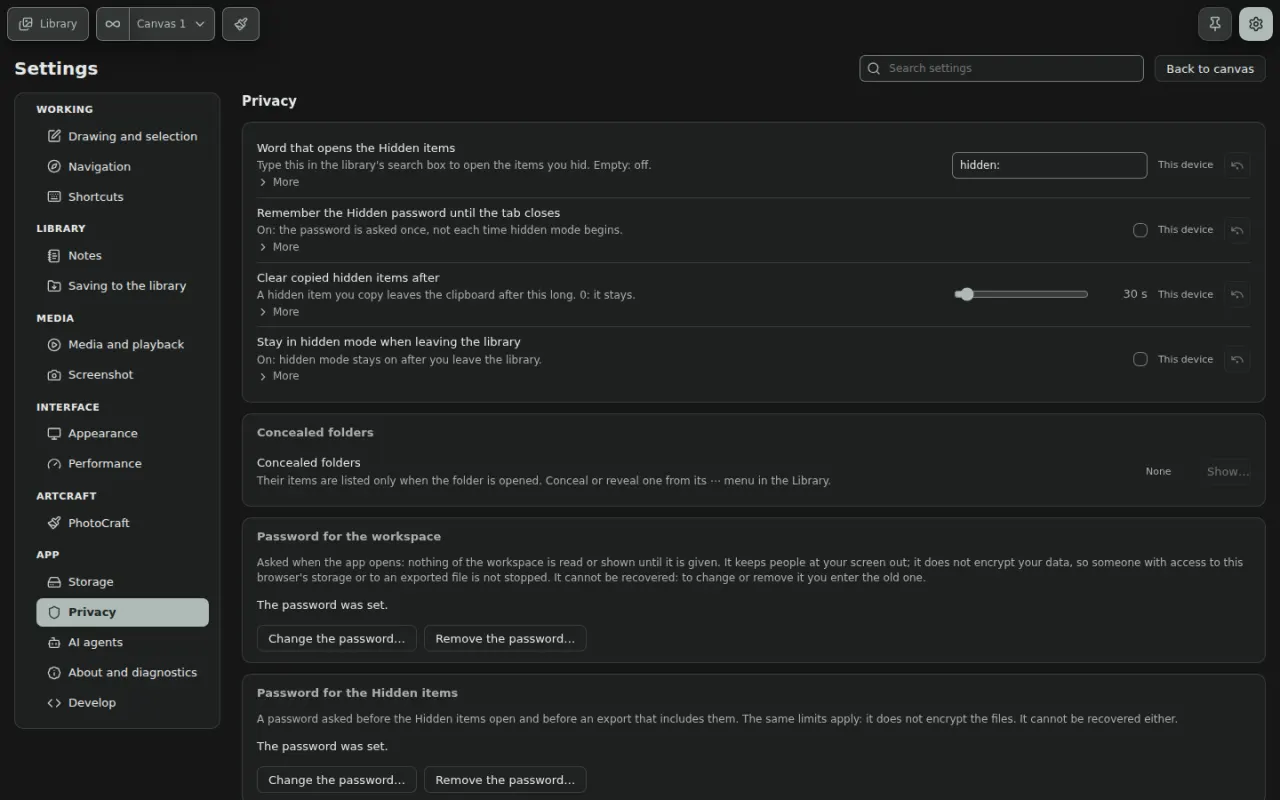 Library
Canvas 1
Settings
Search settings
Back to canvas
WORKING
Drawing and selection
Navigation
Shortcuts
LIBRARY
Notes
Saving to the library
MEDIA
Media and playback
Screenshot
INTERFACE
Appearance
Performance
ARTCRAFT
PhotoCraft
APP
Storage
Privacy
AI agents
About and diagnostics
Develop
Privacy
Word that opens the Hidden items
Type this in the library's search box to open the items you hid. Empty: off.
More
hidden:
This device
Remember the Hidden password until the tab closes
On: the password is asked once, not each time hidden mode begins.
More
This device
Clear copied hidden items after
A hidden item you copy leaves the clipboard after this long. 0: it stays.
More
30 s
This device
Stay in hidden mode when leaving the library
On: hidden mode stays on after you leave the library.
More
This device
Concealed folders
Concealed folders
Their items are listed only when the folder is opened. Conceal or reveal one from its ··· menu in the Library.
None
Show...
Password for the workspace
Asked when the app opens: nothing of the workspace is read or shown until it is given. It keeps people at your screen out; it does not encrypt your data, so someone with access to this
browser's storage or to an exported file is not stopped. It cannot be recovered: to change or remove it you enter the old one.
The password was set.
Change the password...
Remove the password...
Password for the Hidden items
A password asked before the Hidden items open and before an export that includes them. The same limits apply: it does not encrypt the files. It cannot be recovered either.
The password was set.
Change the password...
Remove the password...